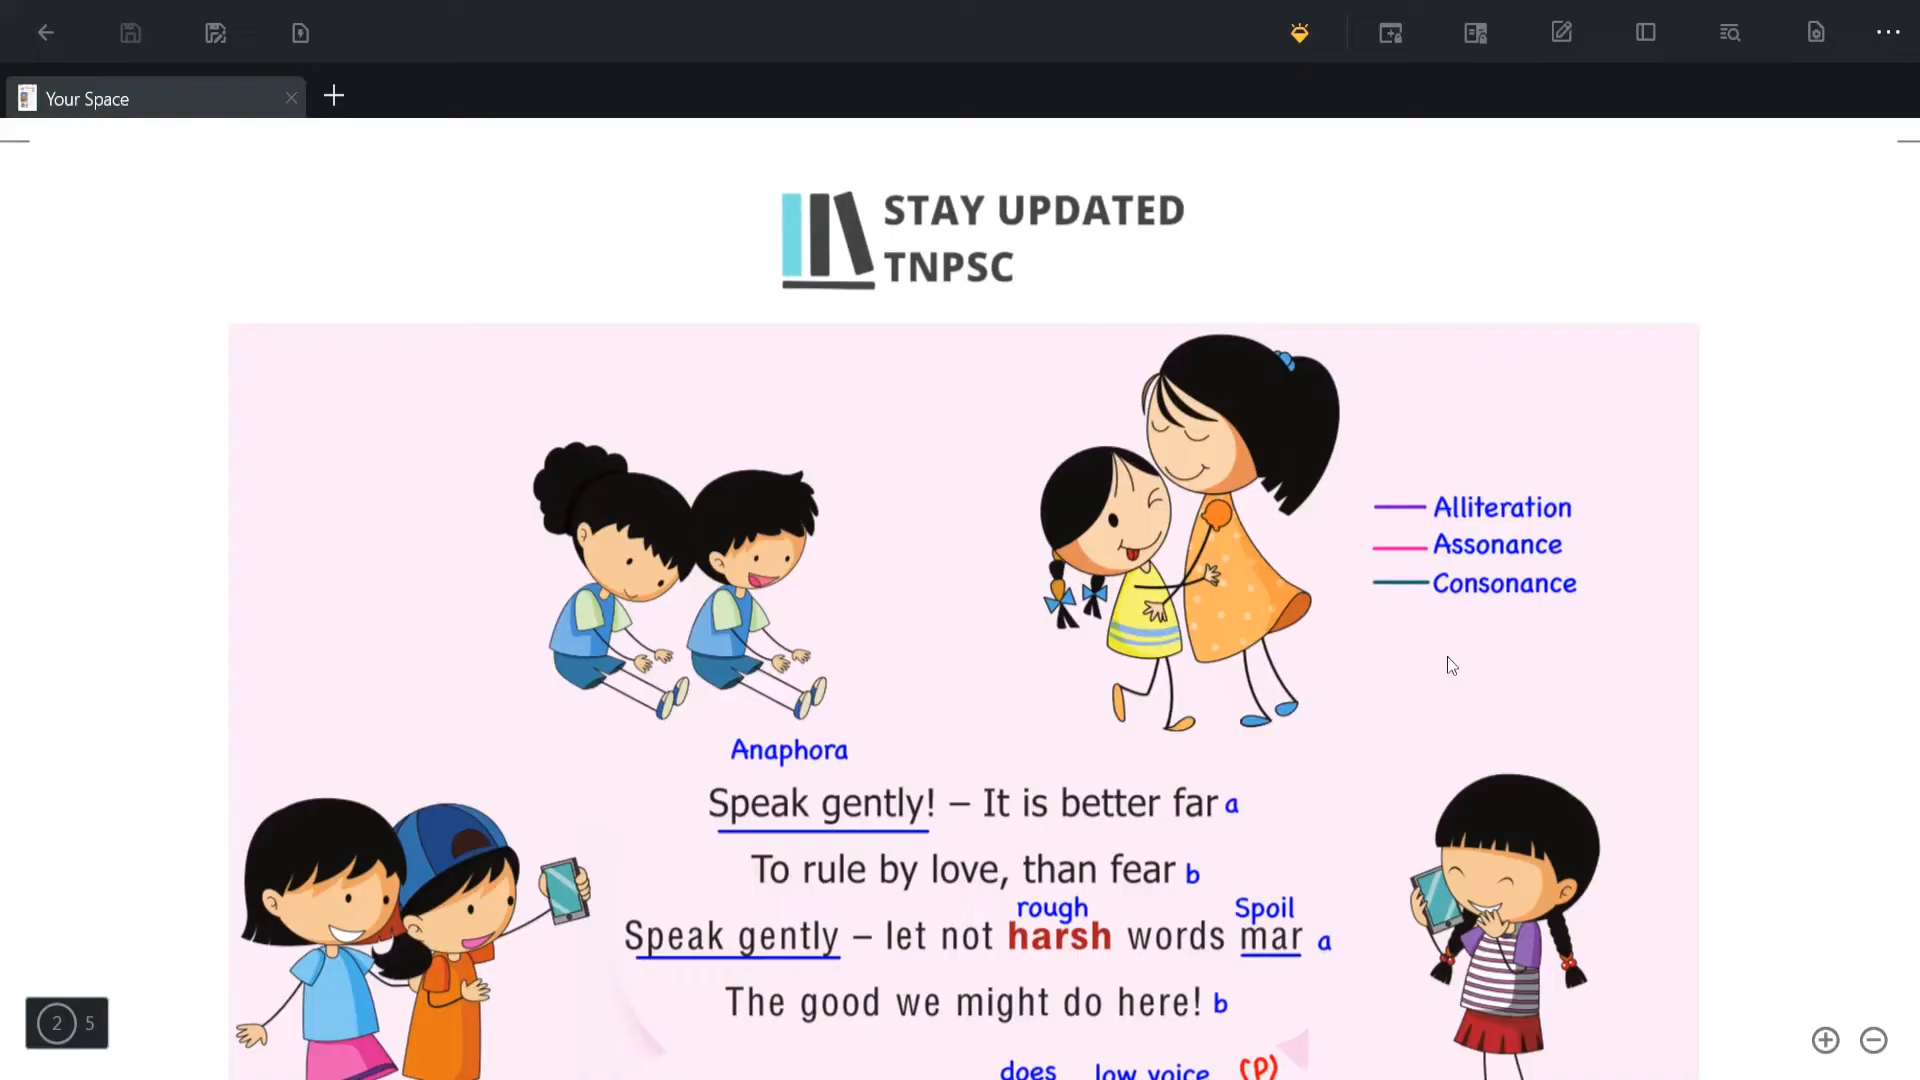 Your Space
STAY UPDATED
TNPSC
Alliteration
Assonance
Consonance
Anaphora
Speak gently! – It is better far a
To rule by love, than fear b
rough Spoil
Speak gently – let not harsh words mar a
The good we might do here! b
does low voice (P)
2 5